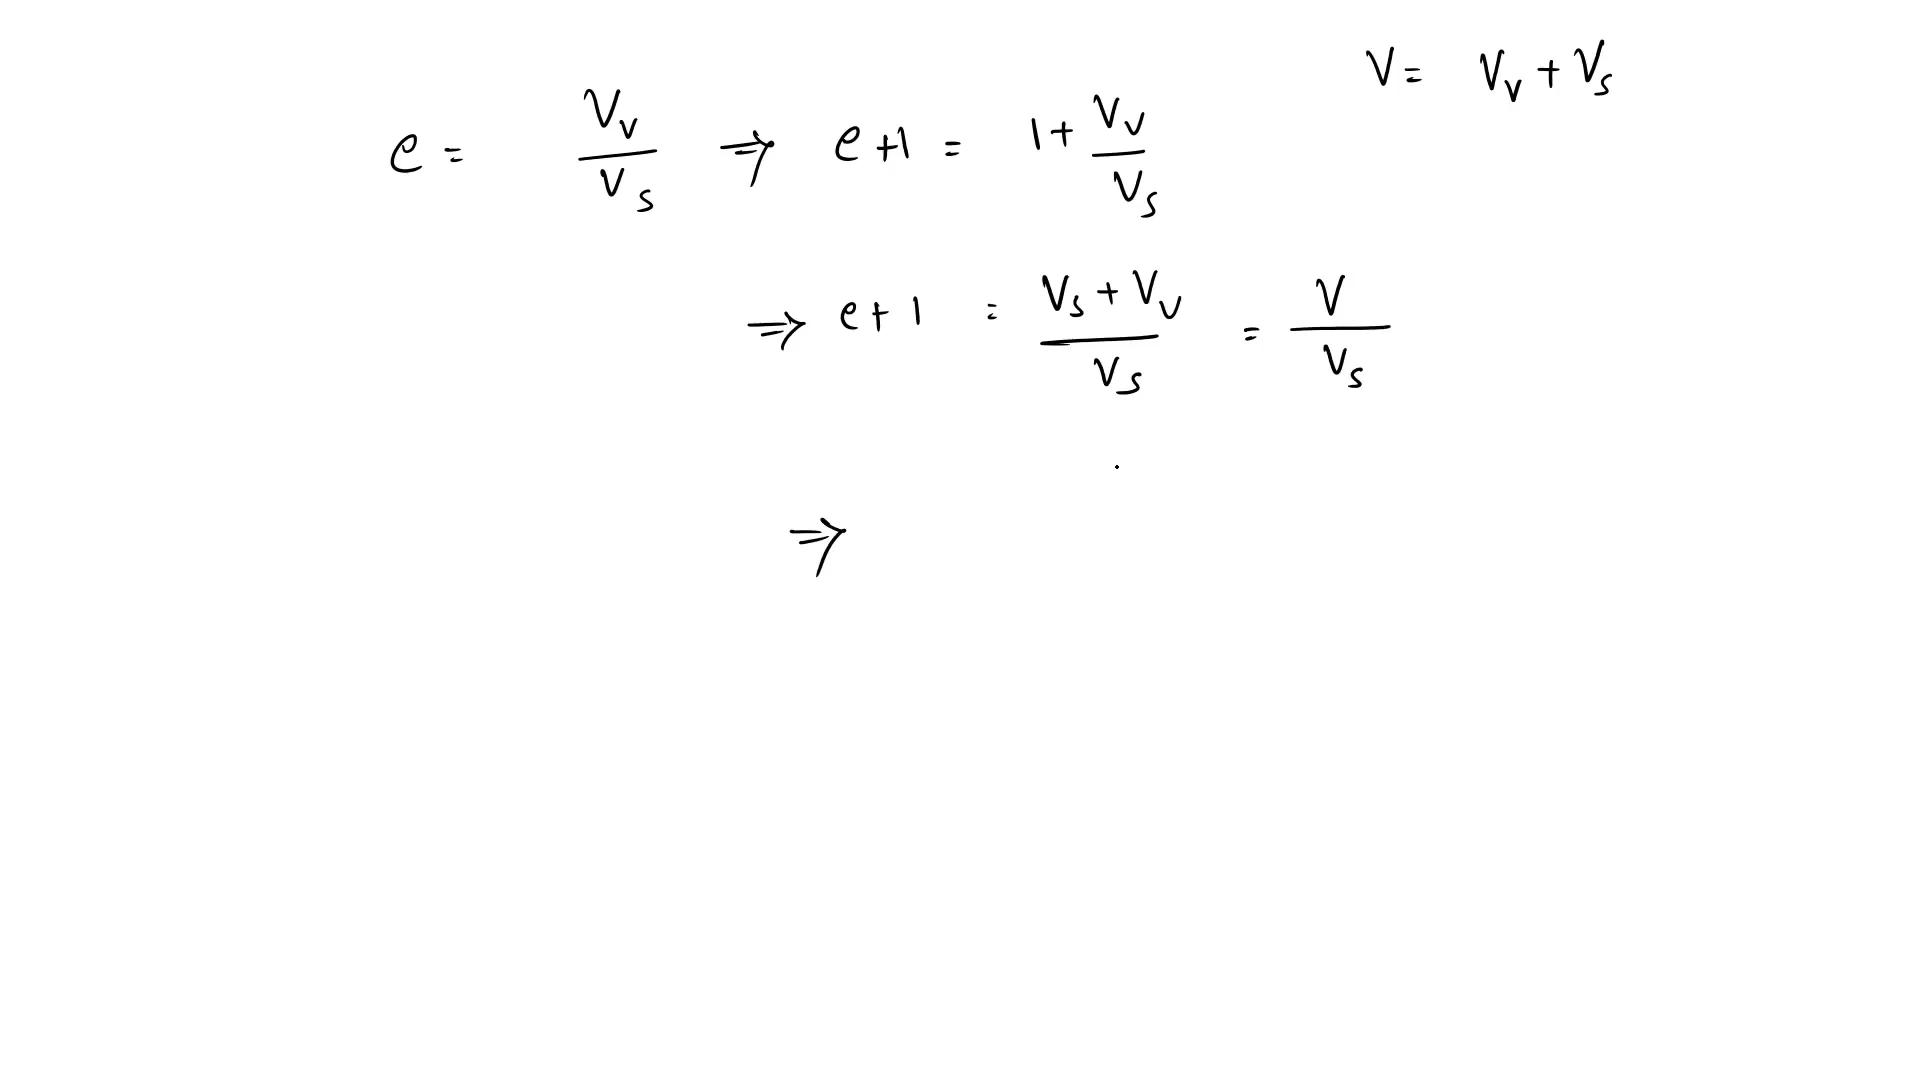 V = V_v + V_s
e = V_v / V_s ⇒ e + 1 = 1 + V_v / V_s
⇒ e + 1 = (V_s + V_v) / V_s = V / V_s
⇒